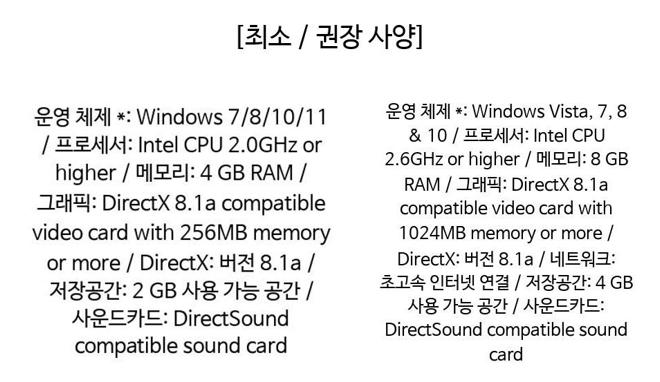 [최소 / 권장 사양]
운영 체제 *: Windows 7/8/10/11
/ 프로세서: Intel CPU 2.0GHz or
higher / 메모리: 4 GB RAM /
그래픽: DirectX 8.1a compatible
video card with 256MB memory
or more / DirectX: 버전 8.1a /
저장공간: 2 GB 사용 가능 공간 /
사운드카드: DirectSound
compatible sound card
운영 체제 *: Windows Vista, 7, 8
& 10 / 프로세서: Intel CPU
2.6GHz or higher / 메모리: 8 GB
RAM / 그래픽: DirectX 8.1a
compatible video card with
1024MB memory or more /
DirectX: 버전 8.1a / 네트워크:
초고속 인터넷 연결 / 저장공간: 4 GB
사용 가능 공간 / 사운드카드:
DirectSound compatible sound
card